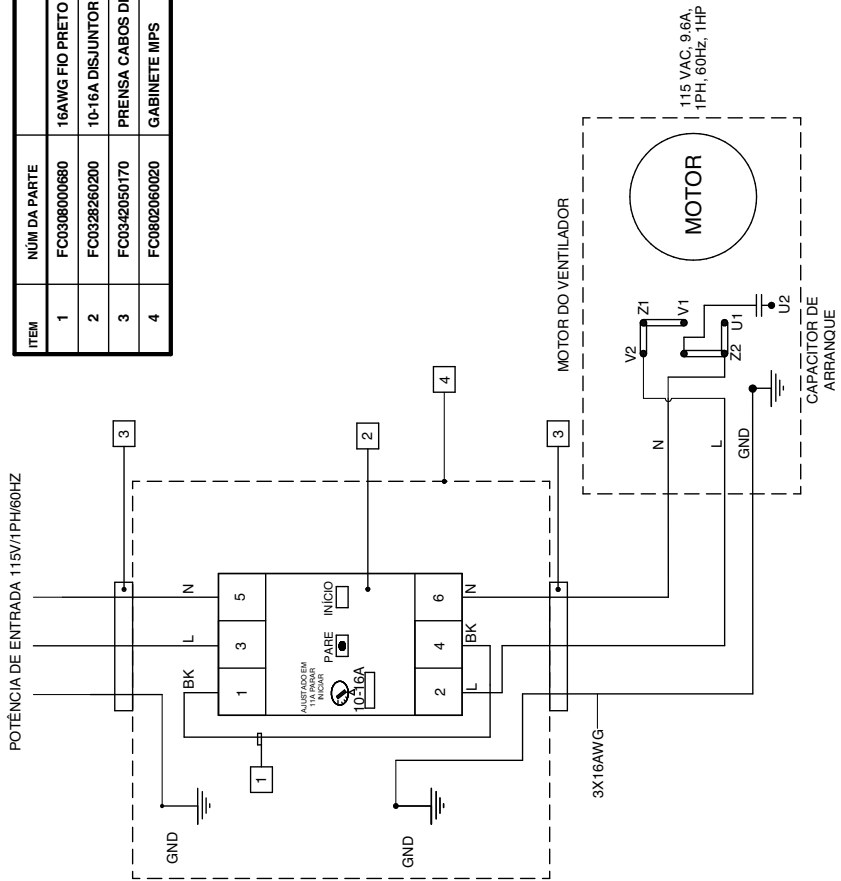 ITEM NÚM DA PARTE
1 FC0308000680 16AWG FIO PRETO
2 FC0328260200 10-16A DISJUNTOR
3 FC0342050170 PRENSA CABOS
4 FC0802060020 GABINETE MPS
POTÊNCIA DE ENTRADA 115V/1PH/60HZ
3
GND
BK L N
1 3 5
AJUSTADO EM
11A PARAR
INICIAR
10-16A
PARE
INÍCIO
2 4 6
L BK N
1
2
4
GND
3
3X16AWG
MOTOR DO VENTILADOR
N
L
GND
V2 Z1
V1
Z2 U1
U2
CAPACITOR DE
ARRANQUE
MOTOR
115 VAC, 9.6A,
1PH, 60Hz, 1HP